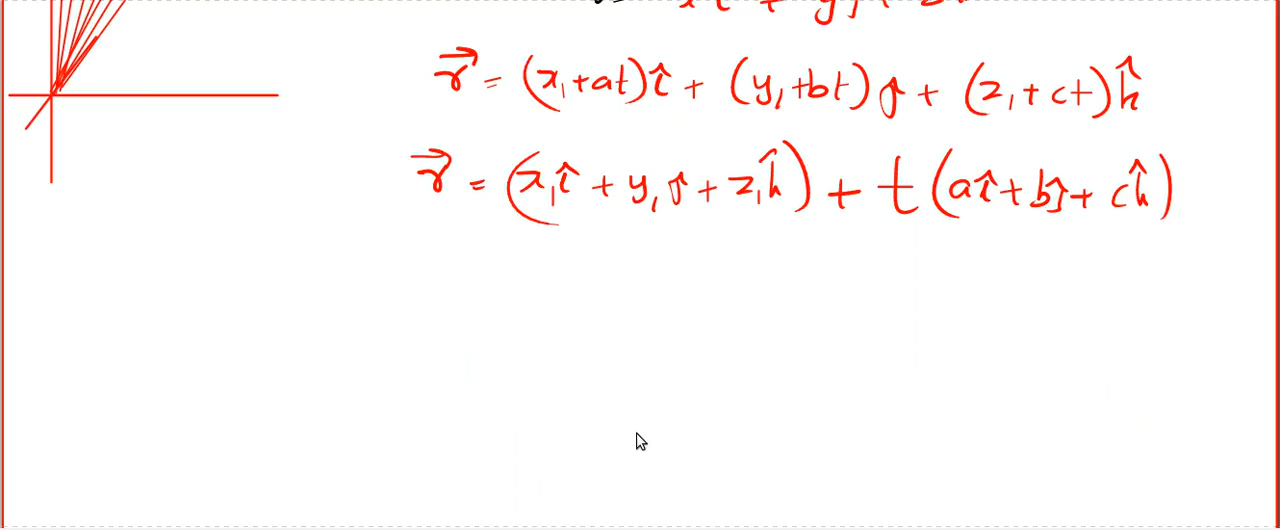 r⃗ = (x₁+at)î + (y₁+bt)ĵ + (z₁+ct)k̂
r⃗ = (x₁î + y₁ĵ + z₁k̂) + t(aî+bĵ+ck̂)